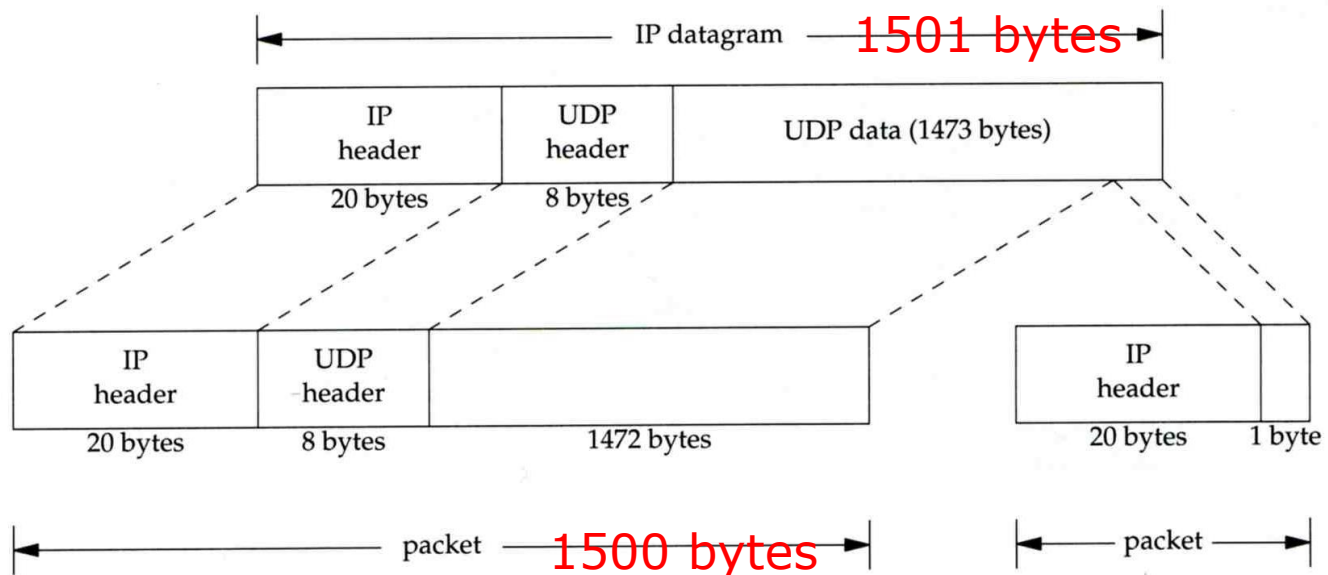 IP datagram 1501 bytes
IP header
UDP header
UDP data (1473 bytes)
20 bytes
8 bytes
IP header
UDP -header
IP header
20 bytes
8 bytes
1472 bytes
20 bytes
1 byte
packet 1500 bytes
packet